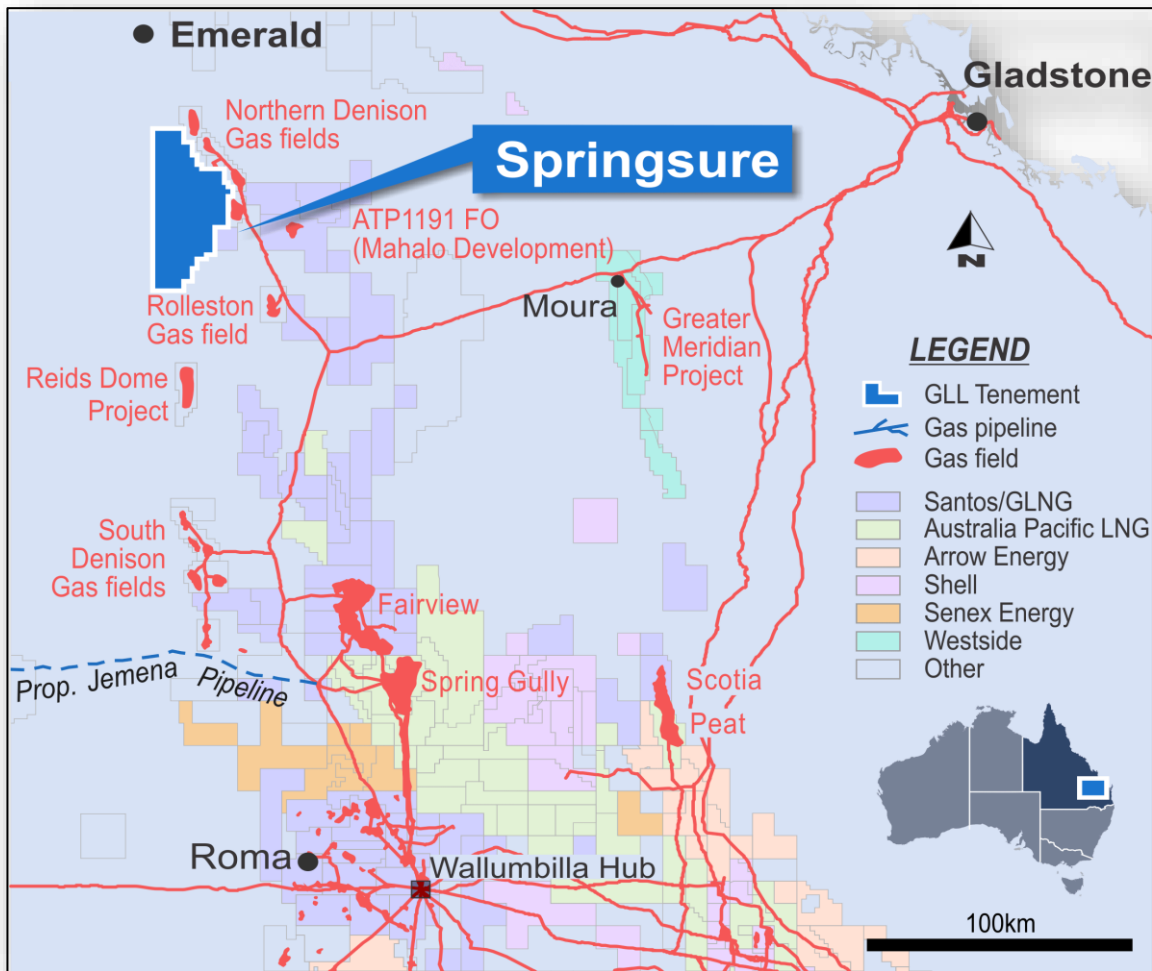 Emerald
Gladstone
Northern Denison
Gas fields
Springsure
ATP1191 FO
(Mahalo Development)
N
Rolleston
Gas field
Moura
Greater
Meridian
Project
Reids Dome
Project
LEGEND
GLL Tenement
Gas pipeline
Gas field
Santos/GLNG
Australia Pacific LNG
Arrow Energy
Shell
Senex Energy
Westside
Other
South
Denison
Gas fields
Fairview
Spring Gully
Scotia
Peat
Prop. Jemena Pipeline
Roma
Wallumbilla Hub
100km